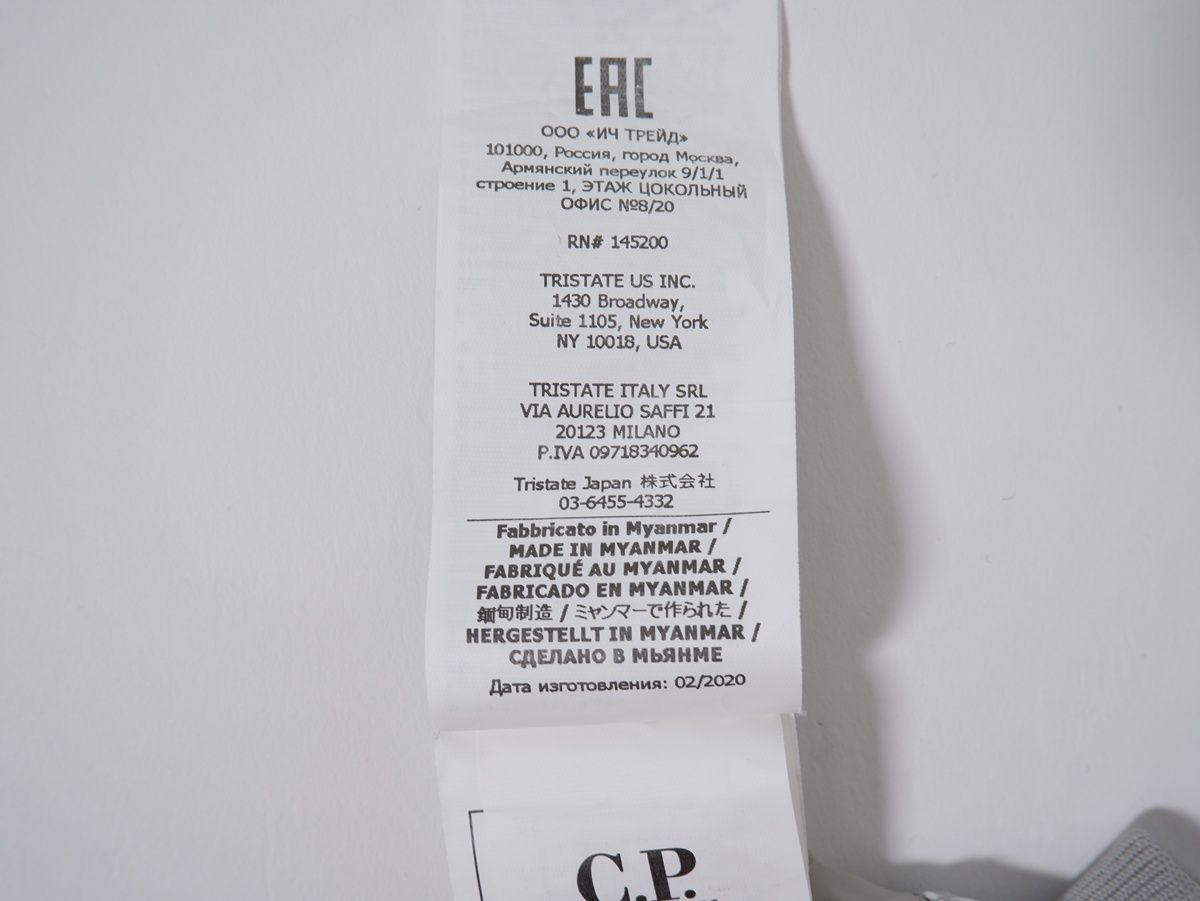 EAC
ООО «ИЧ ТРЕЙД»
101000, Россия, город Москва,
Армянский переулок 9/1/1
строение 1, ЭТАЖ ЦОКОЛЬНЫЙ
ОФИС №8/20
RN# 145200
TRISTATE US INC.
1430 Broadway,
Suite 1105, New York
NY 10018, USA
TRISTATE ITALY SRL
VIA AURELIO SAFFI 21
20123 MILANO
P.IVA 09718340962
Tristate Japan 株式会社
03-6455-4332
Fabbricato in Myanmar /
MADE IN MYANMAR /
FABRIQUÉ AU MYANMAR /
FABRICADO EN MYANMAR /
缅甸制造 / ミャンマーで作られた /
HERGESTELLT IN MYANMAR /
СДЕЛАНО В МЬЯНМЕ
Дата изготовления: 02/2020
C.P.